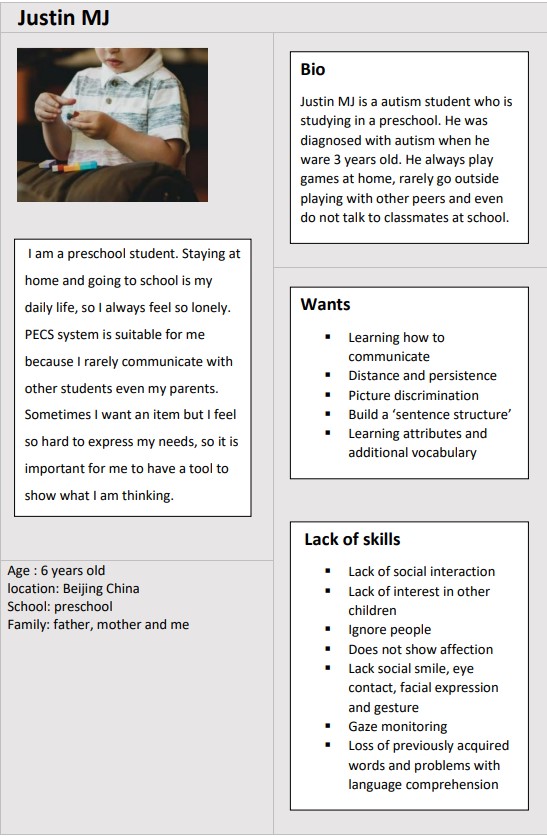 Justin MJ
I am a preschool student. Staying at
home and going to school is my
daily life, so I always feel so lonely.
PECS system is suitable for me
because I rarely communicate with
other students even my parents.
Sometimes I want an item but I feel
so hard to express my needs, so it is
important for me to have a tool to
show what I am thinking.
Age : 6 years old
location: Beijing China
School: preschool
Family: father, mother and me
Bio
Justin MJ is a autism student who is
studying in a preschool. He was
diagnosed with autism when he
ware 3 years old. He always play
games at home, rarely go outside
playing with other peers and even
do not talk to classmates at school.
Wants
▪ Learning how to
communicate
▪ Distance and persistence
▪ Picture discrimination
▪ Build a ‘sentence structure’
▪ Learning attributes and
additional vocabulary
Lack of skills
▪ Lack of social interaction
▪ Lack of interest in other
children
▪ Ignore people
▪ Does not show affection
▪ Lack social smile, eye
contact, facial expression
and gesture
▪ Gaze monitoring
▪ Loss of previously acquired
words and problems with
language comprehension